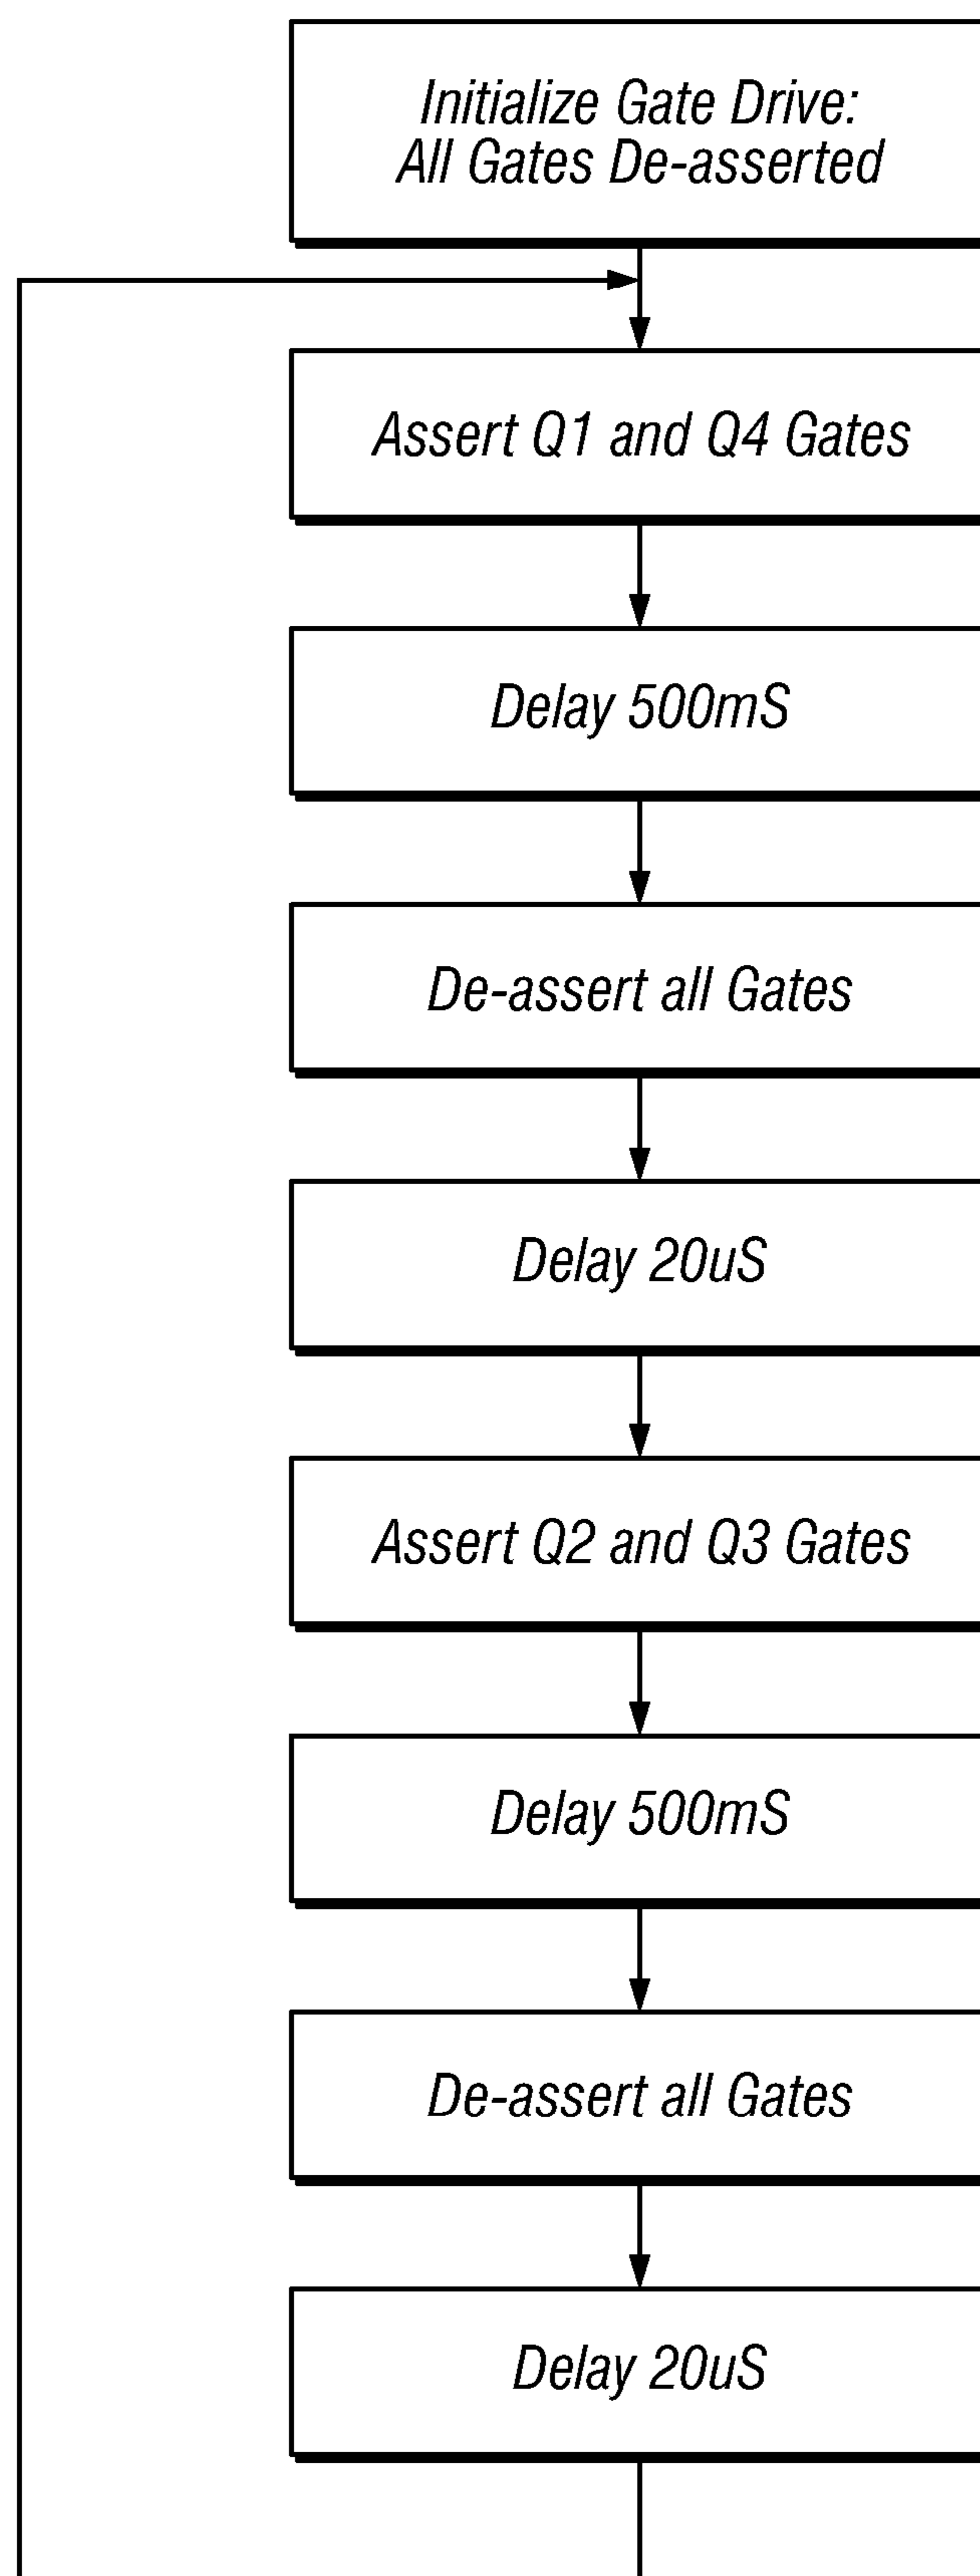 Initialize Gate Drive:
All Gates De-asserted
Assert Q1 and Q4 Gates
Delay 500mS
De-assert all Gates
Delay 20uS
Assert Q2 and Q3 Gates
Delay 500mS
De-assert all Gates
Delay 20uS